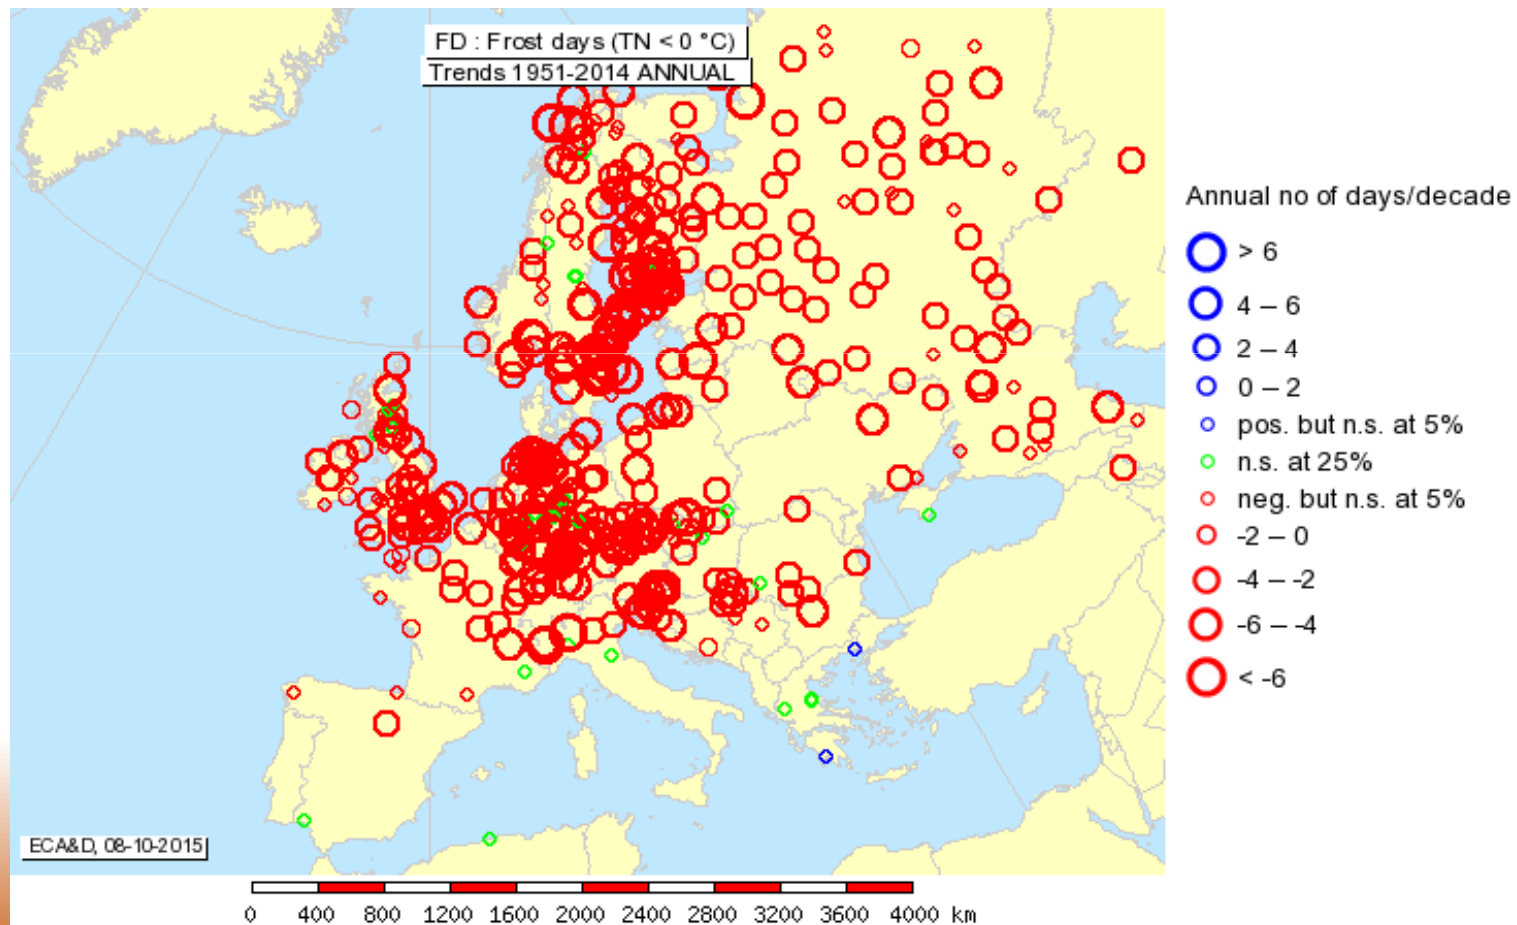 FD : Frost days (TN < 0 °C)
Trends 1951-2014 ANNUAL
Annual no of days/decade
> 6
4 – 6
2 – 4
0 – 2
pos. but n.s. at 5%
n.s. at 25%
neg. but n.s. at 5%
-2 – 0
-4 – -2
-6 – -4
< -6
ECA&D, 08-10-2015
0 400 800 1200 1600 2000 2400 2800 3200 3600 4000 km